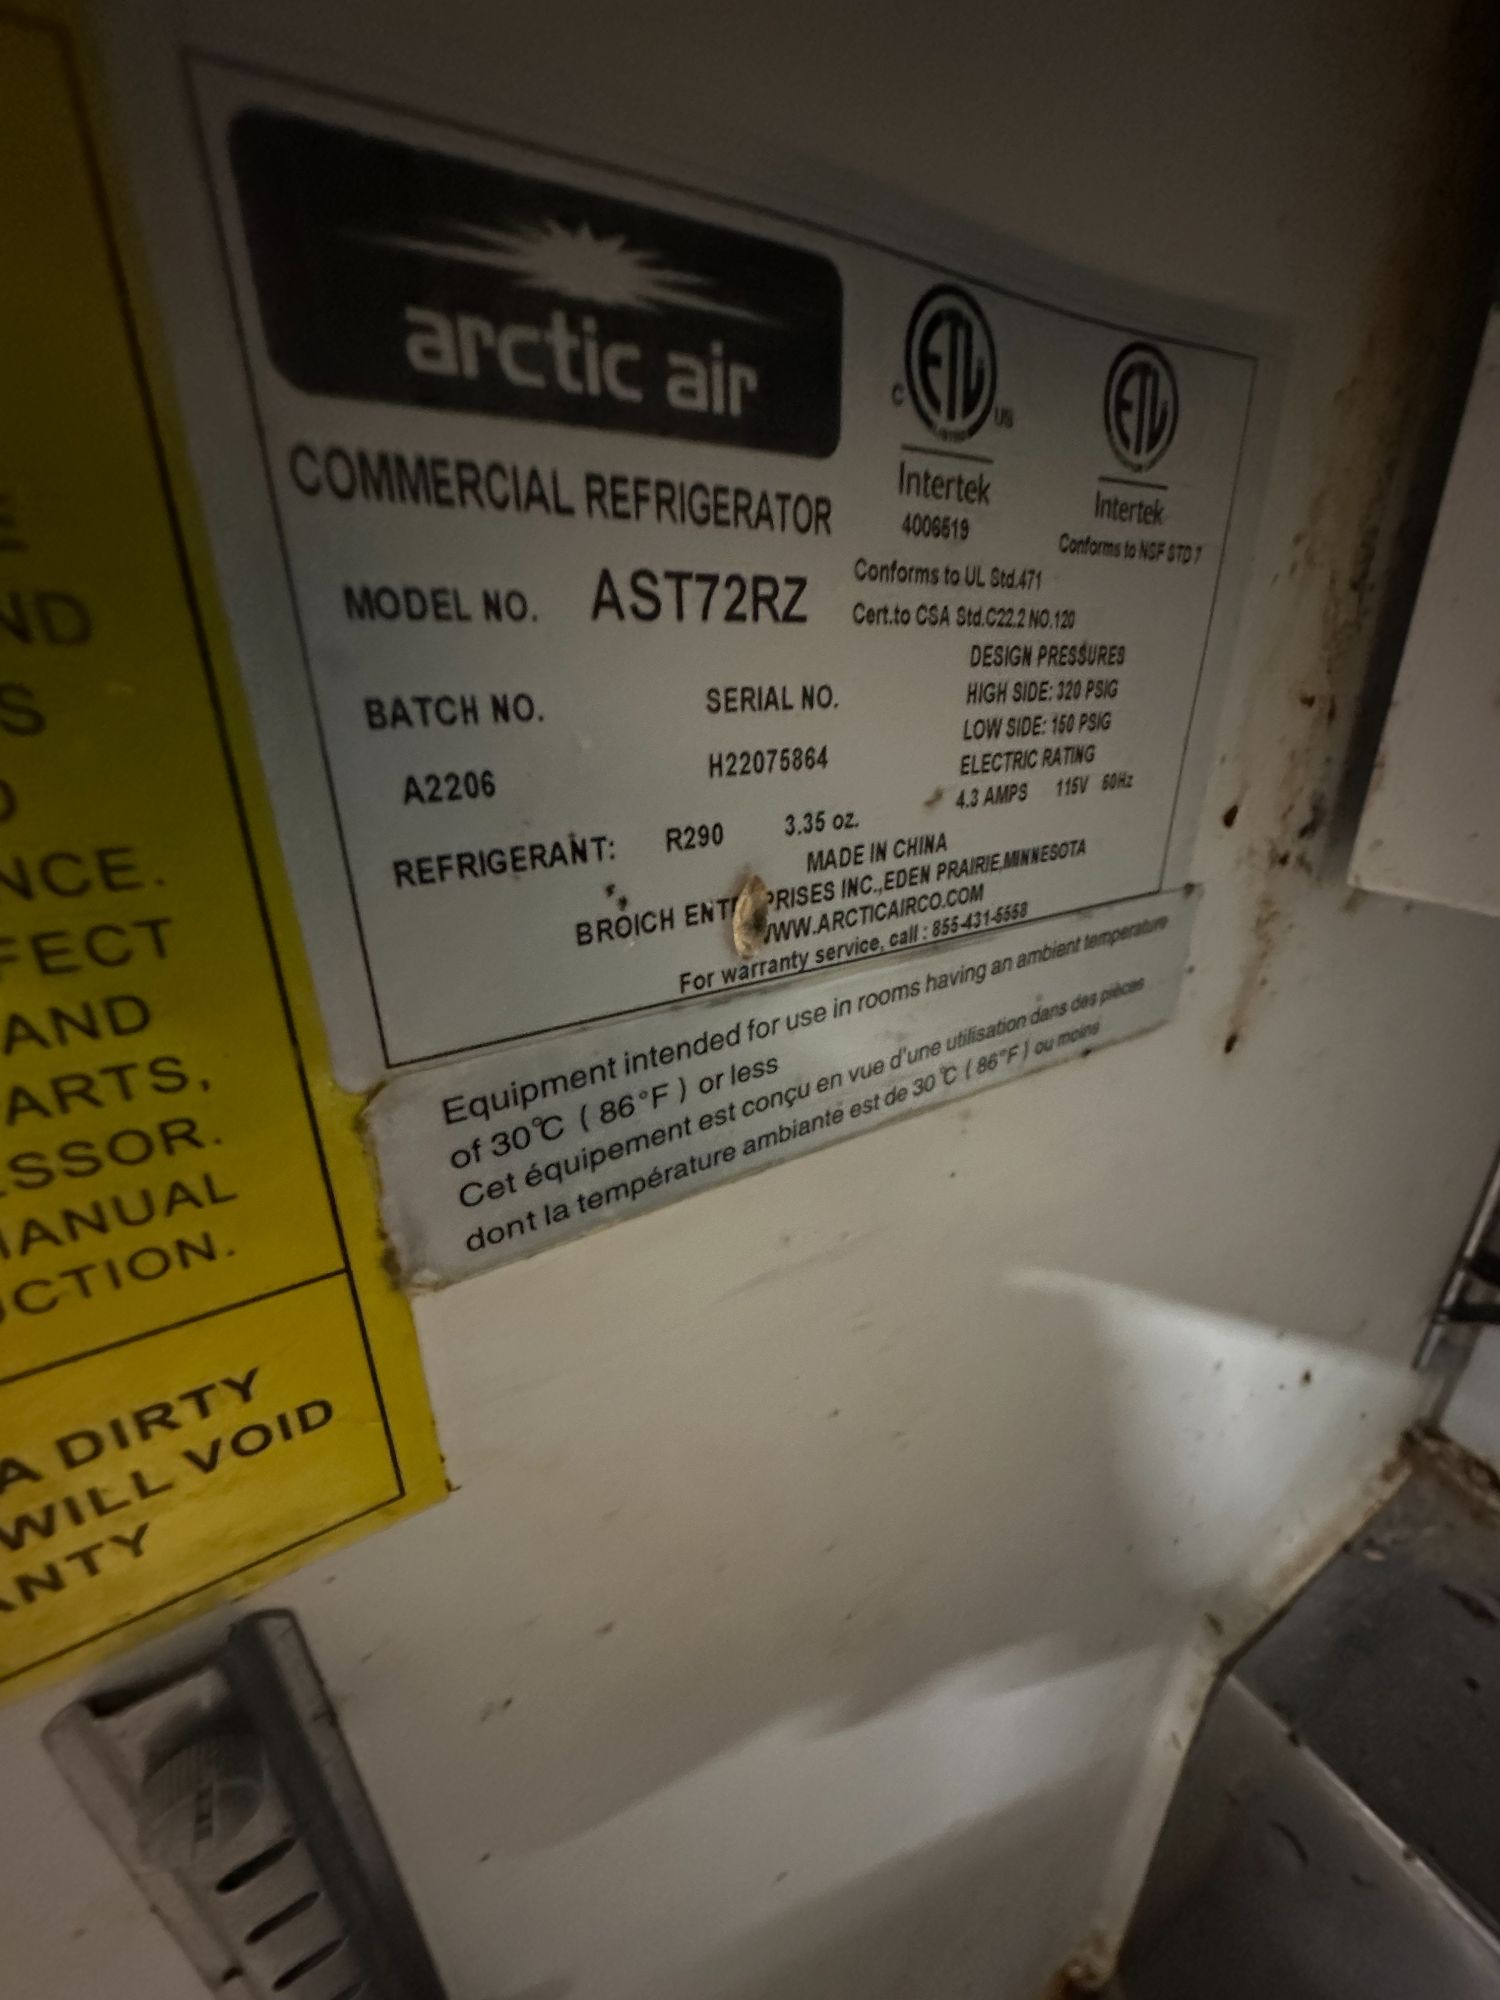 arctic air
COMMERCIAL REFRIGERATOR
MODEL NO. AST72RZ
BATCH NO. SERIAL NO.
A2206 H22075864
REFRIGERANT: R290 3.35 oz.
C ETL US
Intertek
4006519
ETL
Intertek
Conforms to NSF STD 7
Conforms to UL Std.471
Cert.to CSA Std.C22.2 NO.120
DESIGN PRESSURES
HIGH SIDE: 320 PSIG
LOW SIDE: 150 PSIG
ELECTRIC RATING
4.3 AMPS 115V 60Hz
MADE IN CHINA
BROICH ENTERPRISES INC.,EDEN PRAIRIE,MINNESOTA
WWW.ARCTICAIRCO.COM
For warranty service, call : 855-431-5558
Equipment intended for use in rooms having an ambient temperature
of 30℃ ( 86°F ) or less
Cet équipement est conçu en vue d'une utilisation dans des pièces
dont la température ambiante est de 30℃ ( 86°F ) ou moins
E
ND
S
NCE.
FECT
AND
ARTS,
SSOR.
MANUAL
UCTION.
A DIRTY
WILL VOID
ANTY